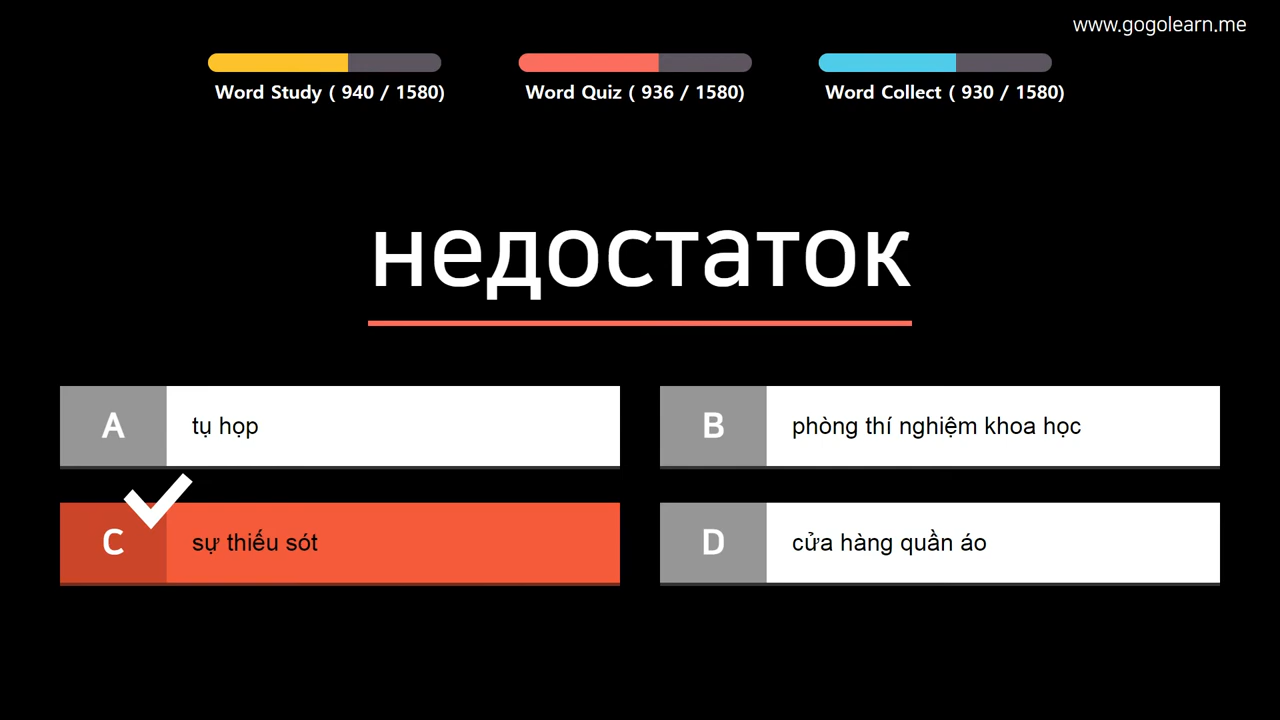 www.gogolearn.me
Word Study ( 940 / 1580)
Word Quiz ( 936 / 1580)
Word Collect ( 930 / 1580)
недостаток
A
tụ họp
B
phòng thí nghiệm khoa học
C
sự thiếu sót
D
cửa hàng quần áo